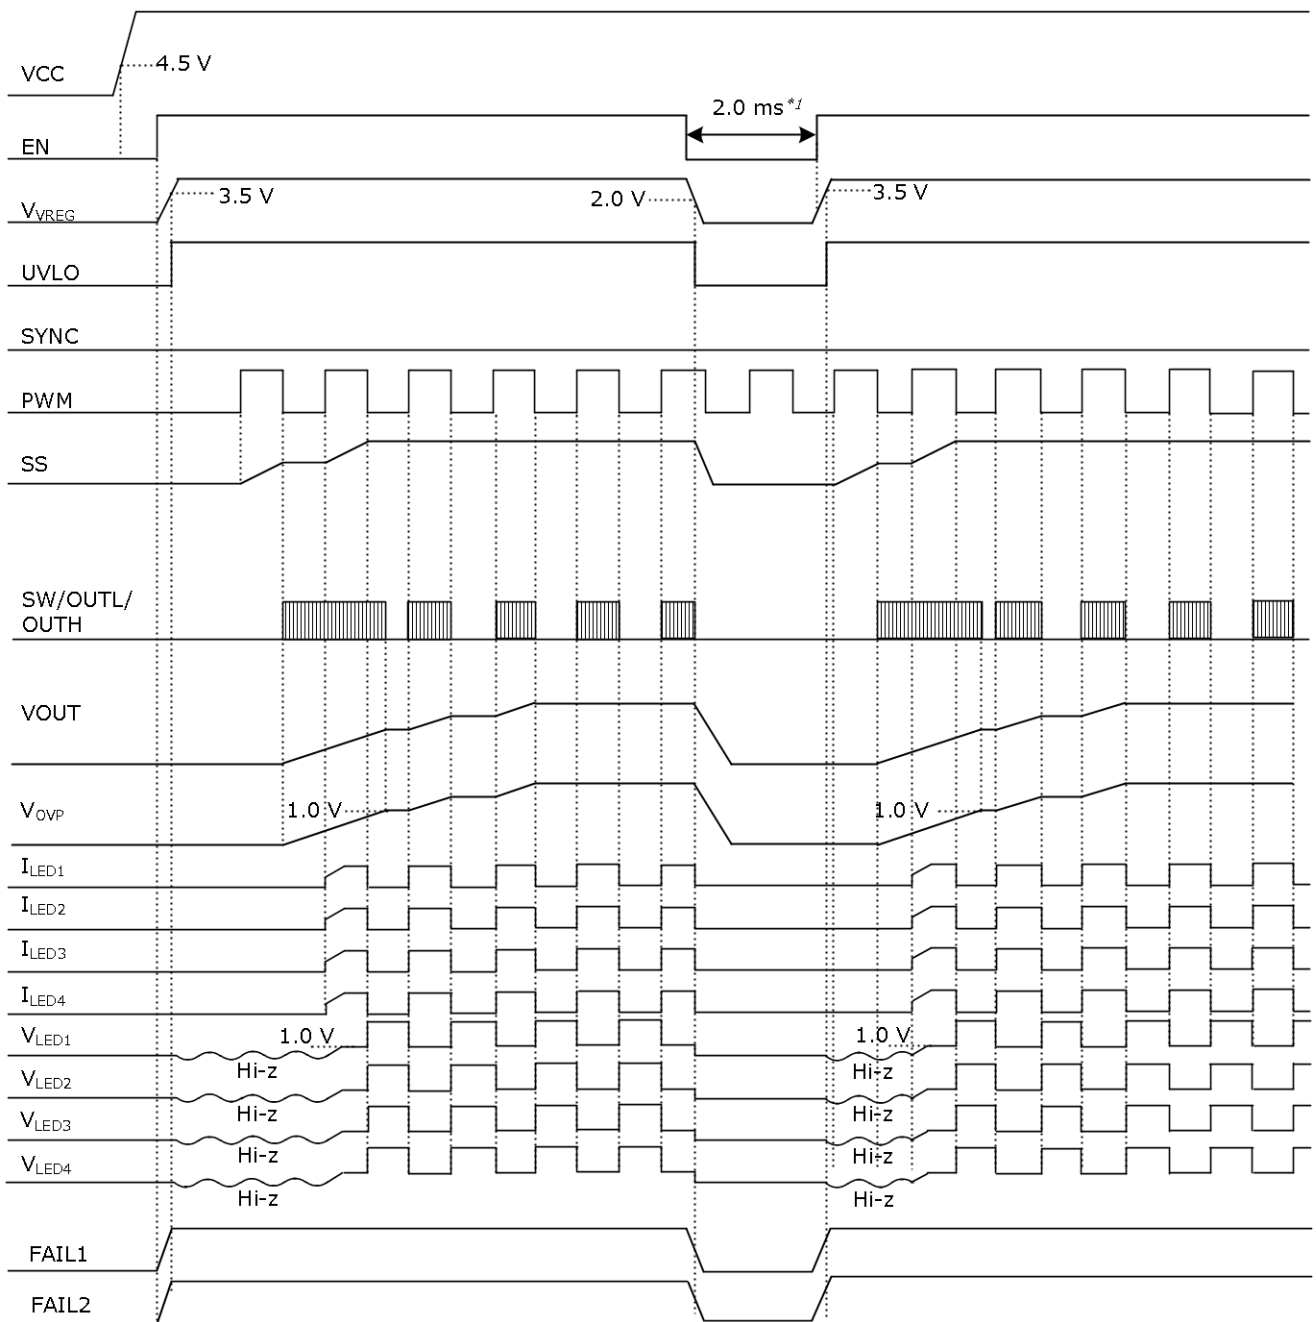 VCC
4.5 V
EN
2.0 ms*1
VVREG
3.5 V
2.0 V
3.5 V
UVLO
SYNC
PWM
SS
SW/OUTL/
OUTH
VOUT
VOVP
1.0 V
1.0 V
ILED1
ILED2
ILED3
ILED4
VLED1
1.0 V
1.0 V
Hi-z
Hi-z
VLED2
Hi-z
Hi-z
VLED3
Hi-z
Hi-z
VLED4
Hi-z
Hi-z
FAIL1
FAIL2